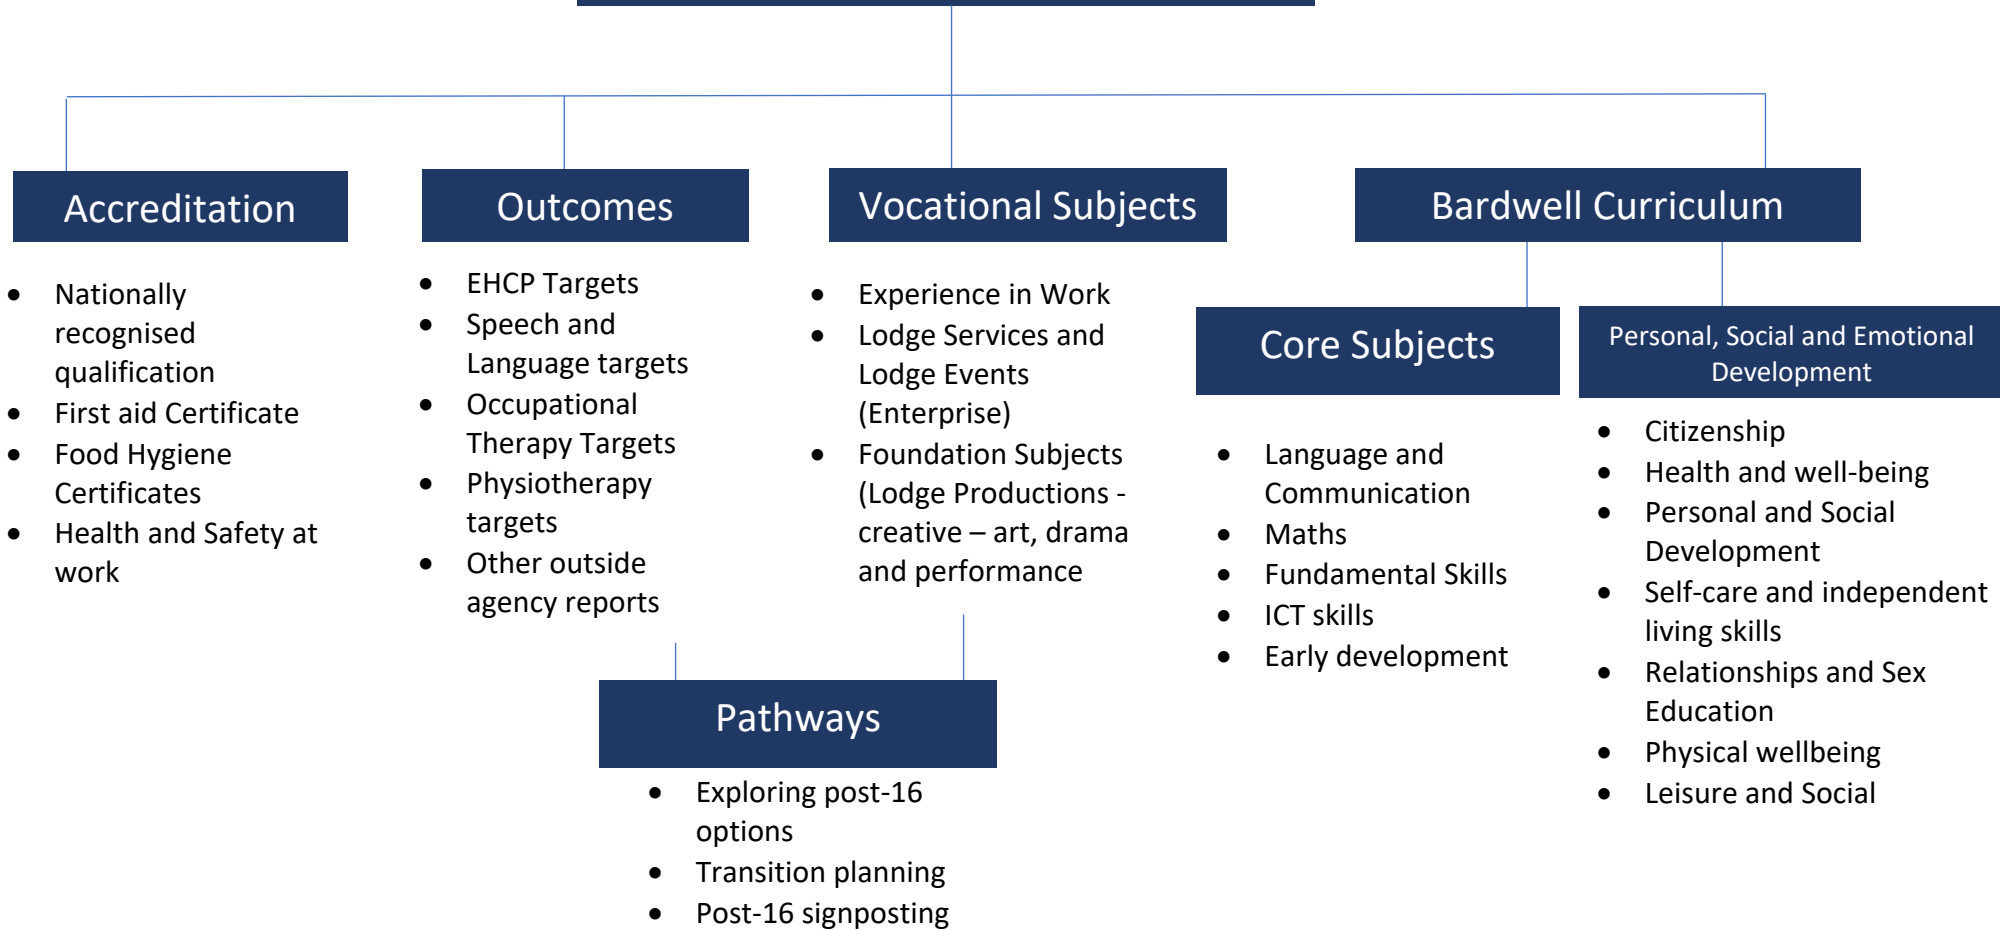 Accreditation
• Nationally
recognised
qualification
• First aid Certificate
• Food Hygiene
Certificates
• Health and Safety at
work
Outcomes
• EHCP Targets
• Speech and
Language targets
• Occupational
Therapy Targets
• Physiotherapy
targets
• Other outside
agency reports
Vocational Subjects
• Experience in Work
• Lodge Services and
Lodge Events
(Enterprise)
• Foundation Subjects
(Lodge Productions -
creative – art, drama
and performance
Pathways
• Exploring post-16
options
• Transition planning
• Post-16 signposting
Bardwell Curriculum
Core Subjects
• Language and
Communication
• Maths
• Fundamental Skills
• ICT skills
• Early development
Personal, Social and Emotional
Development
• Citizenship
• Health and well-being
• Personal and Social
Development
• Self-care and independent
living skills
• Relationships and Sex
Education
• Physical wellbeing
• Leisure and Social